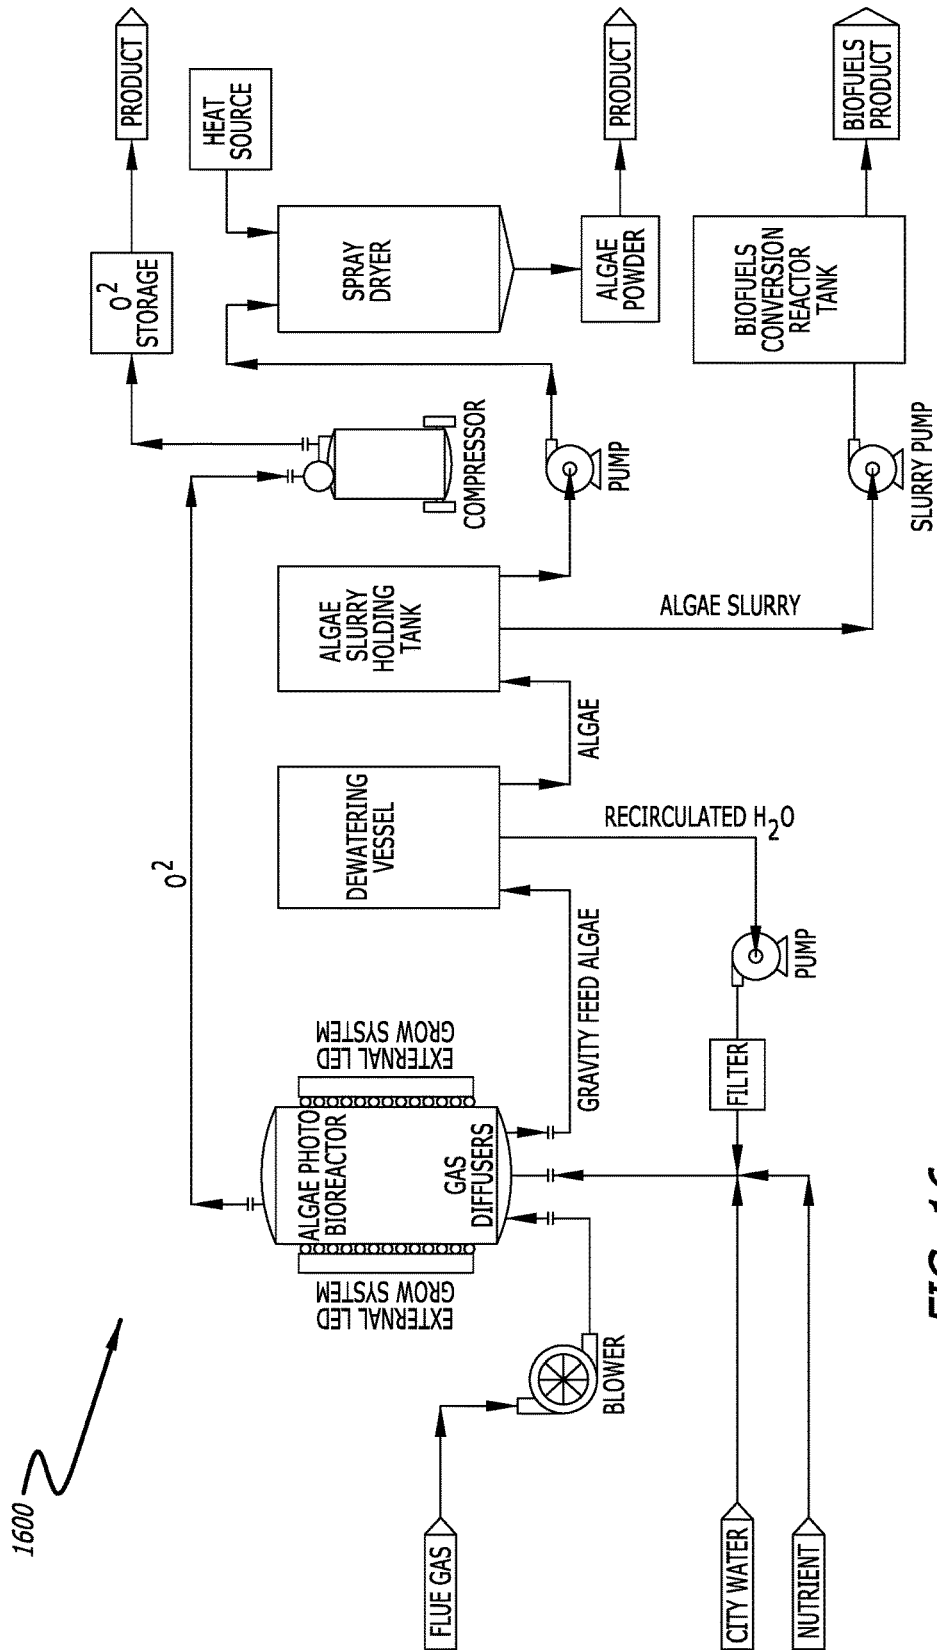 1600
O2
O2
STORAGE
PRODUCT
HEAT
SOURCE
FLUE GAS
BLOWER
EXTERNAL LED
GROW SYSTEM
ALGAE PHOTO
BIOREACTOR
GAS
DIFFUSERS
EXTERNAL LED
GROW SYSTEM
DEWATERING
VESSEL
ALGAE
SLURRY
HOLDING
TANK
COMPRESSOR
SPRAY
DRYER
GRAVITY FEED ALGAE
ALGAE
PUMP
ALGAE
POWDER
PRODUCT
RECIRCULATED H2O
ALGAE SLURRY
CITY WATER
NUTRIENT
FILTER
PUMP
SLURRY PUMP
BIOFUELS
CONVERSION
REACTOR
TANK
BIOFUELS
PRODUCT